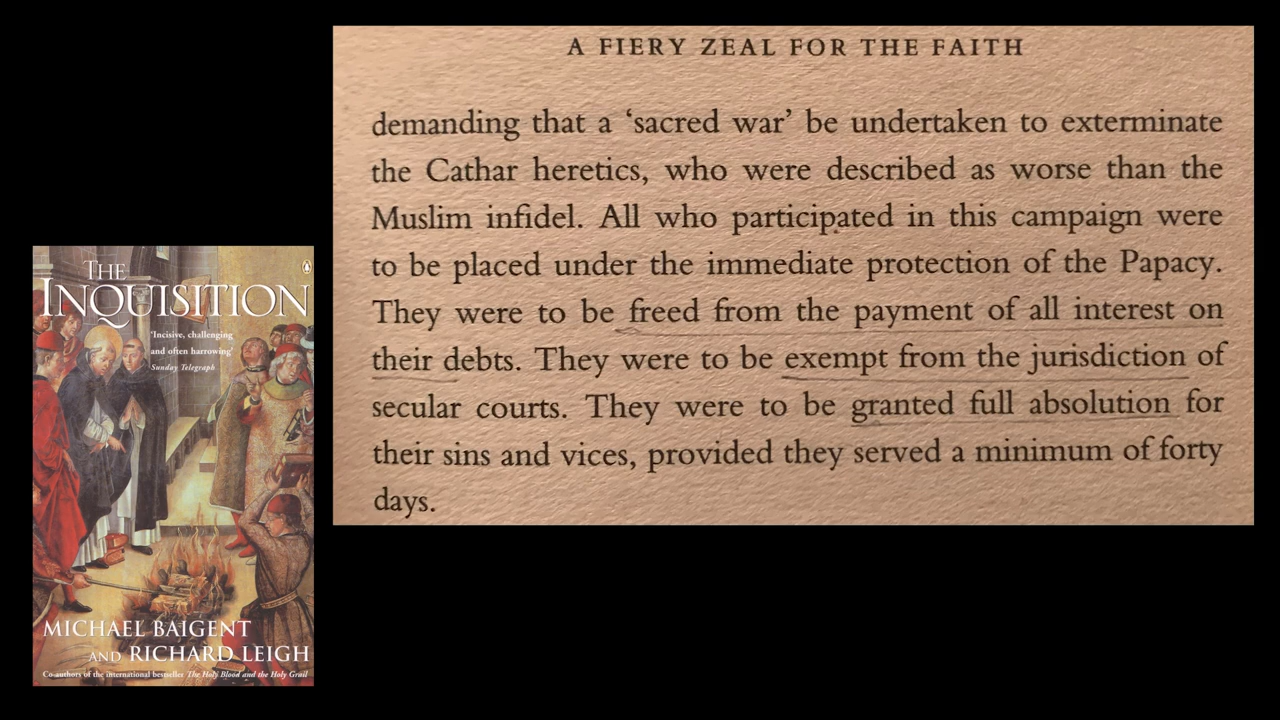 A FIERY ZEAL FOR THE FAITH
demanding that a ‘sacred war’ be undertaken to exterminate
the Cathar heretics, who were described as worse than the
Muslim infidel. All who participated in this campaign were
to be placed under the immediate protection of the Papacy.
They were to be freed from the payment of all interest on
their debts. They were to be exempt from the jurisdiction of
secular courts. They were to be granted full absolution for
their sins and vices, provided they served a minimum of forty
days.
THE
INQUISITION
‘Incisive, challenging
and often harrowing’
Sunday Telegraph
MICHAEL BAIGENT
AND RICHARD LEIGH
Co-authors of the international bestseller The Holy Blood and the Holy Grail